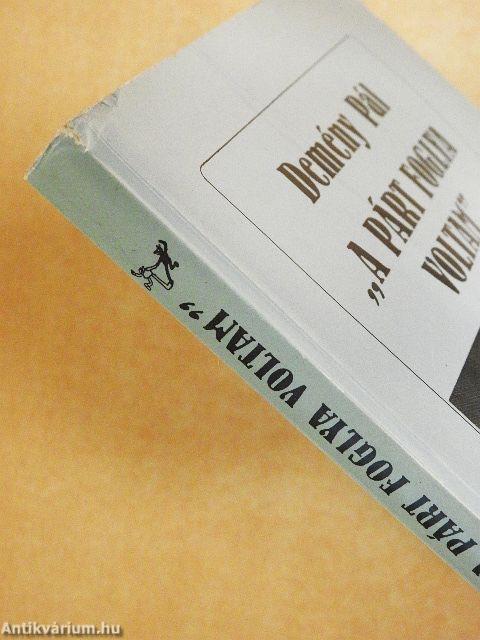 Demény Pál
„A PÁRT FOGLYA
VOLTAM"
PÁRT FOGLYA VOLTAM"
Antikvárium.hu